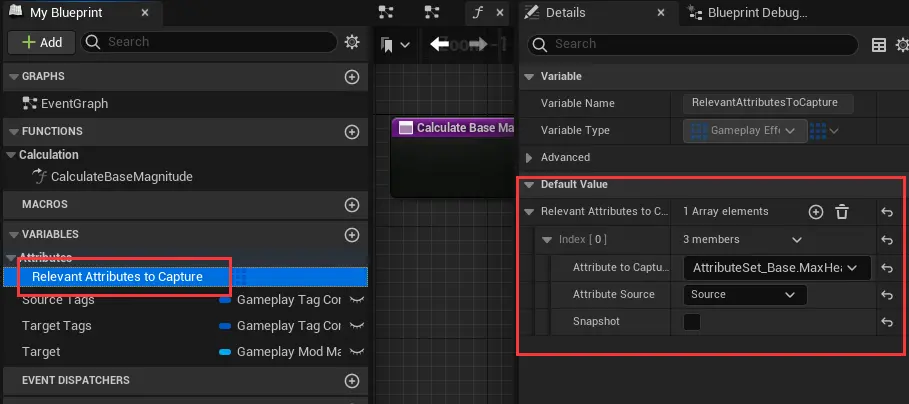 My Blueprint
Add
Search
GRAPHS
EventGraph
FUNCTIONS
Calculation
CalculateBaseMagnitude
MACROS
VARIABLES
Attributes
Relevant Attributes to Capture
Source Tags Gameplay Tag Cor
Target Tags Gameplay Tag Cor
Target Gameplay Mod Ma
EVENT DISPATCHERS
Calculate Base Ma
Details
Blueprint Debug...
Search
Variable
Variable Name RelevantAttributesToCapture
Variable Type Gameplay Effe
Advanced
Default Value
Relevant Attributes to C... 1 Array elements
Index [ 0 ] 3 members
Attribute to Captu... AttributeSet_Base.MaxHea
Attribute Source Source
Snapshot